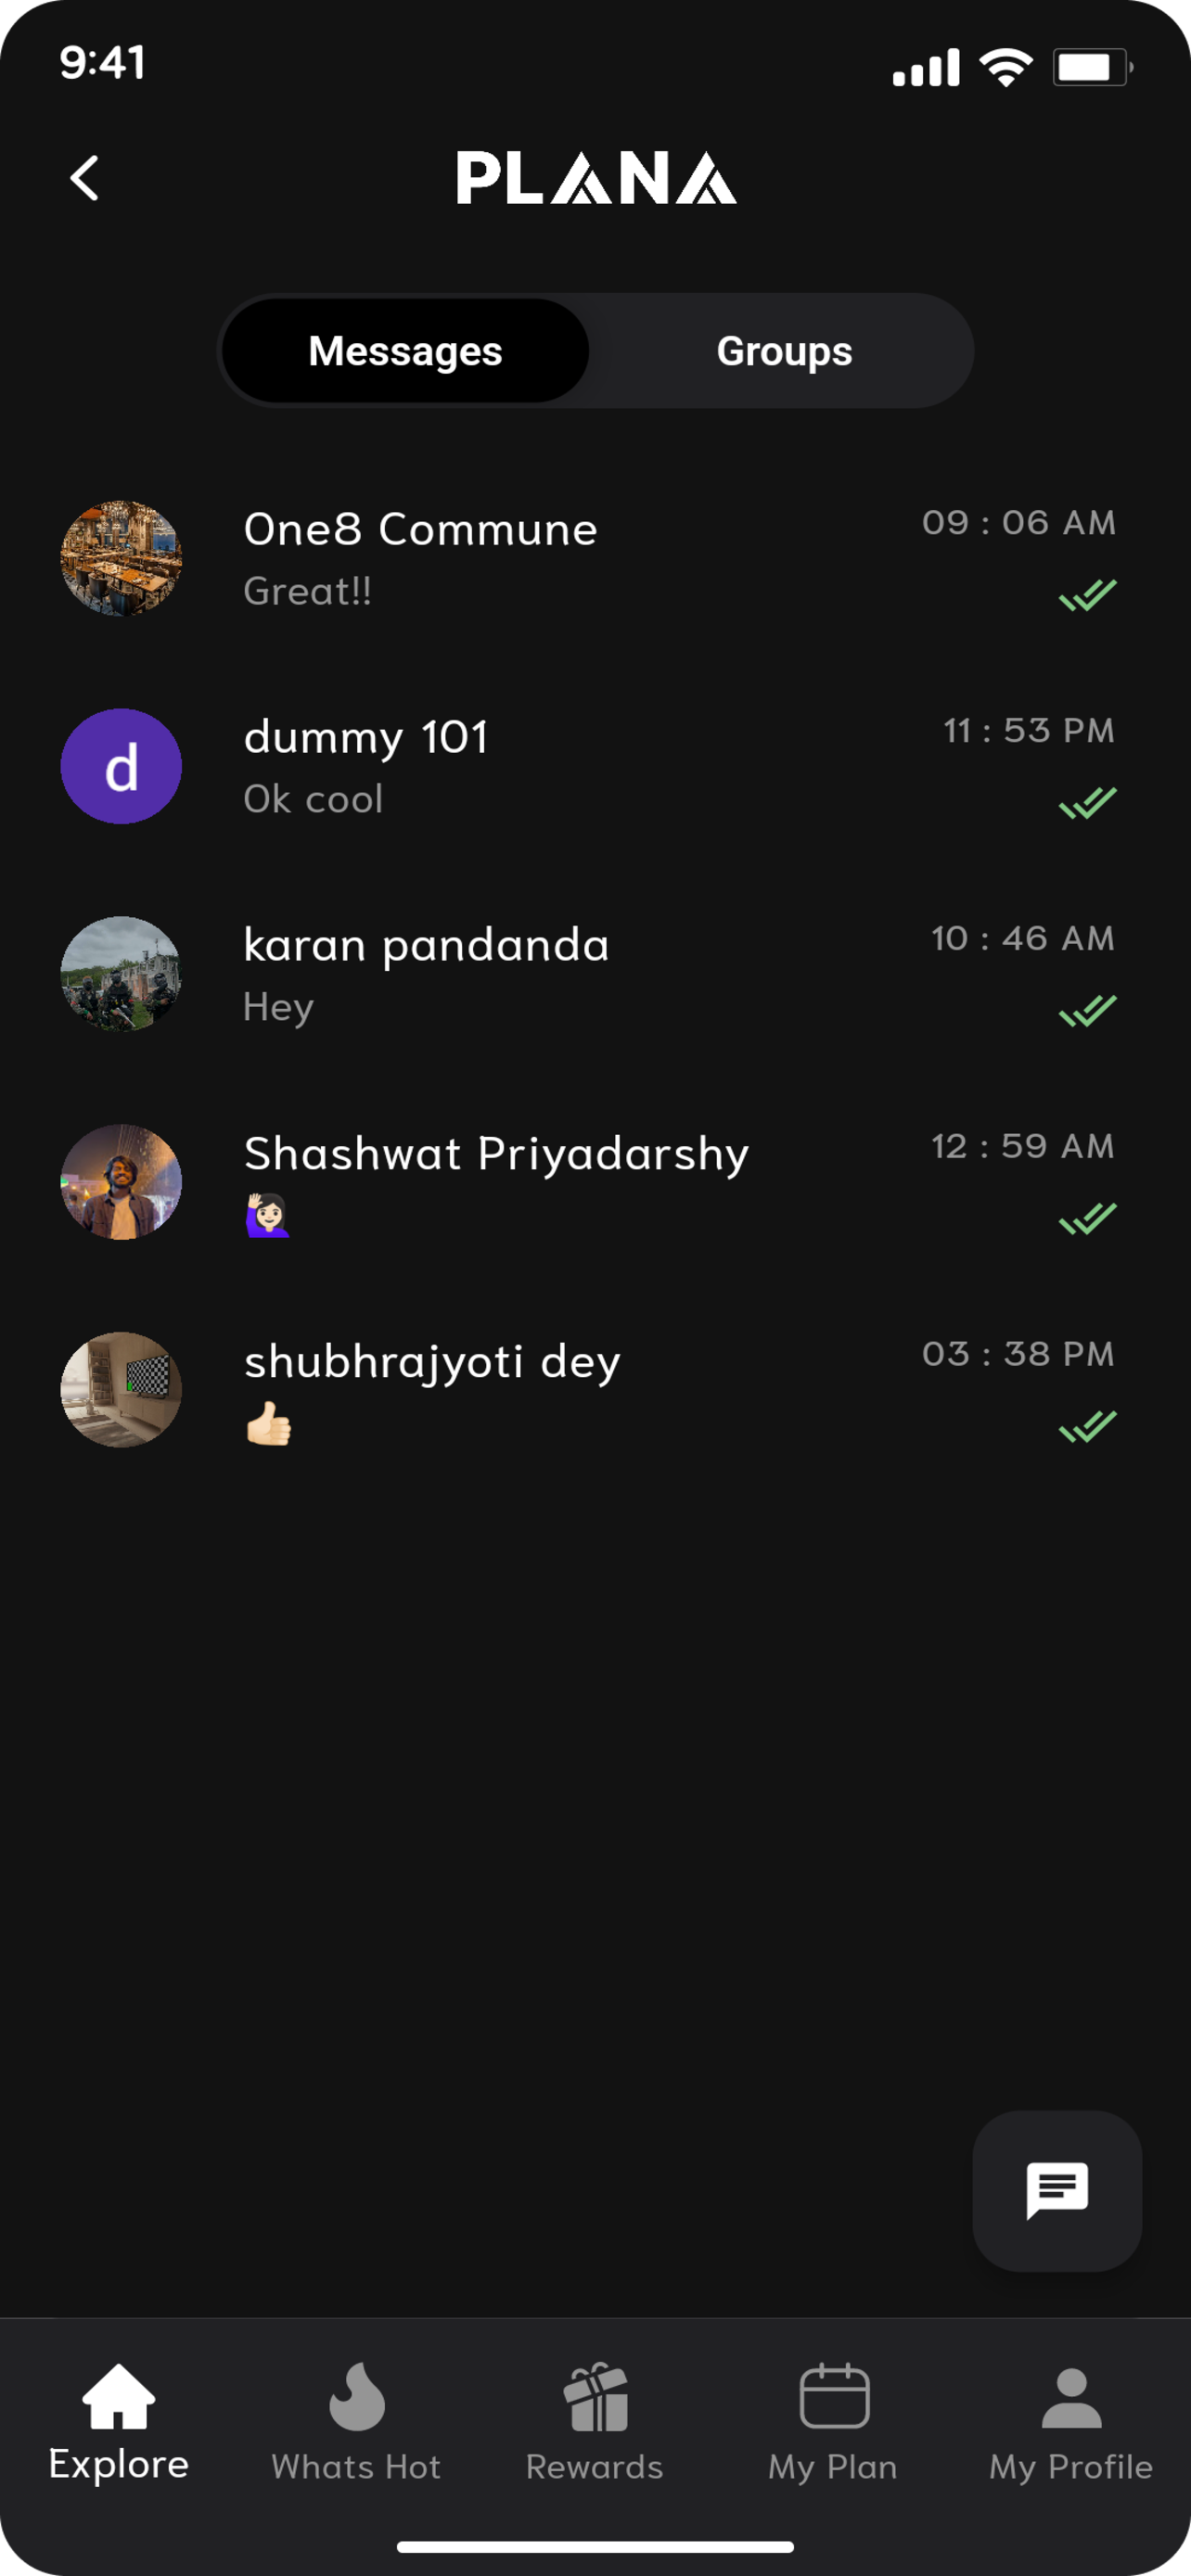 9:41
PLANA
Messages Groups
One8 Commune 09 : 06 AM
Great!!
d
dummy 101 11 : 53 PM
Ok cool
karan pandanda 10 : 46 AM
Hey
Shashwat Priyadarshy 12 : 59 AM
🙋🏻‍♀️
shubhrajyoti dey 03 : 38 PM
👍🏻
Explore Whats Hot Rewards My Plan My Profile